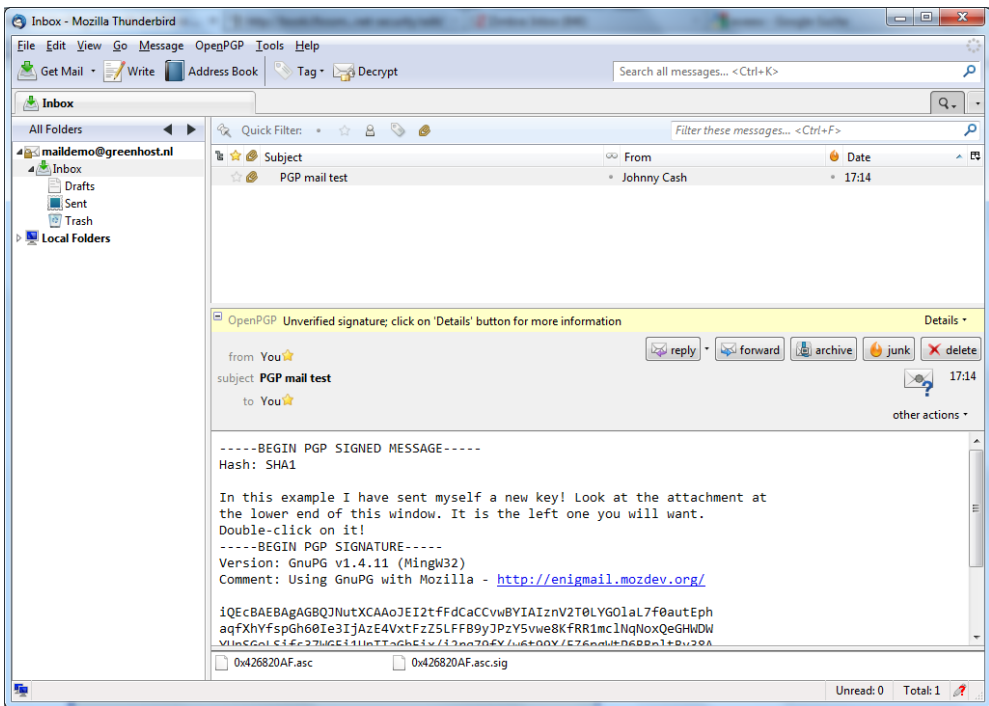 Inbox - Mozilla Thunderbird
File Edit View Go Message OpenPGP Tools Help
Get Mail Write Address Book Tag Decrypt Search all messages... <Ctrl+K>
Inbox
All Folders Quick Filter: Filter these messages... <Ctrl+F>
maildemo@greenhost.nl Subject From Date
Inbox PGP mail test Johnny Cash 17:14
Drafts
Sent
Trash
Local Folders
OpenPGP Unverified signature; click on 'Details' button for more information Details
from You reply forward archive junk delete
subject PGP mail test 17:14
to You
other actions
-----BEGIN PGP SIGNED MESSAGE-----
Hash: SHA1
In this example I have sent myself a new key! Look at the attachment at
the lower end of this window. It is the left one you will want.
Double-click on it!
-----BEGIN PGP SIGNATURE-----
Version: GnuPG v1.4.11 (MingW32)
Comment: Using GnuPG with Mozilla - http://enigmail.mozdev.org/
iQEcBAEBAgAGBQJNutXCAAoJEI2tfFdCaCCvwBYIAIznV2T0LYGOlaL7f0autEph
aqfXhYfspGh60Ie3IjAzE4VxtFzZ5LFFB9yJPzY5vwe8KfRR1mclNqNoxQeGHWDW
0x426820AF.asc 0x426820AF.asc.sig
Unread: 0 Total: 1